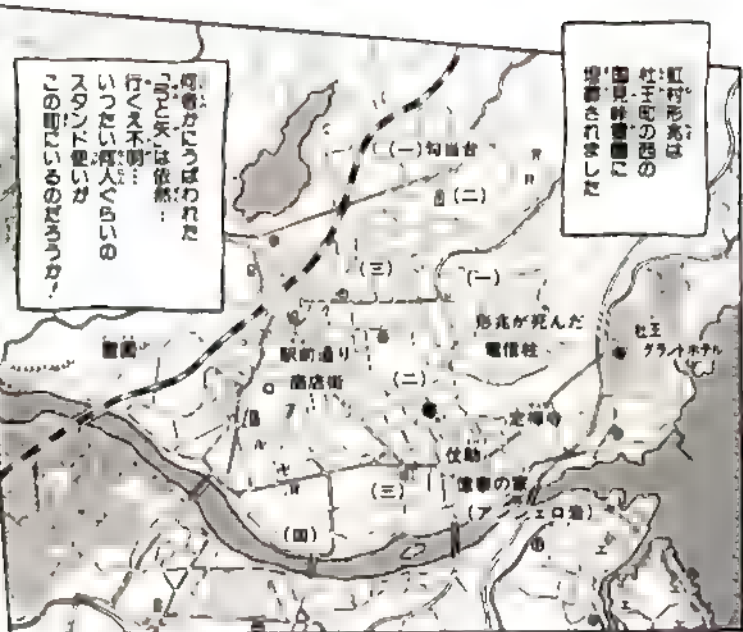 虹村形兆は
杜王町の西の
国見峠霊園に
埋葬されました
何者かにうばわれた
「弓と矢」は依然…
行くえ不明…
いったい何人ぐらいの
スタンド使いが
この町にいるのだろうか！
(一)勾当台
(二)
(三)
(一)
形兆が死んだ
電信柱
杜王
グランドホテル
霊園
駅前通り
商店街
(二)
定禅寺
仗助
億泰の家
(三)
(四)